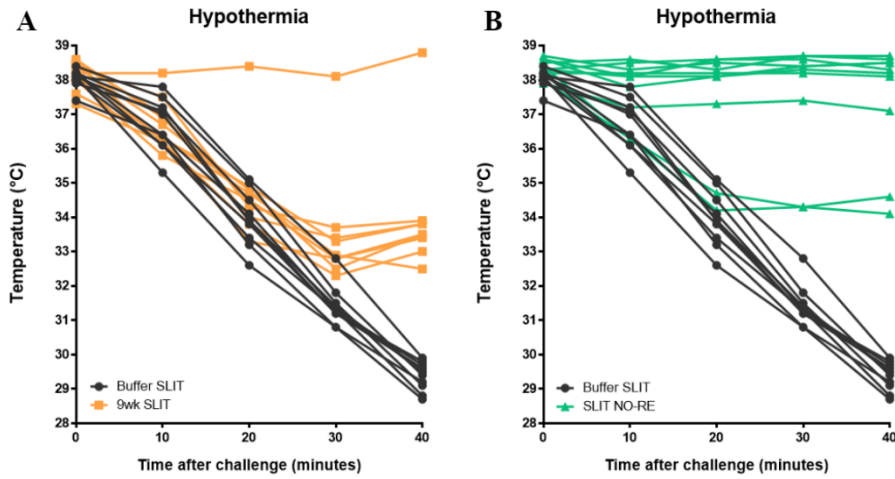 A
Hypothermia
39
38
37
36
35
34
33
32
31
30
29
28
Temperature (°C)
Buffer SLIT
9wk SLIT
0
10
20
30
40
Time after challenge (minutes)
B
Hypothermia
39
38
37
36
35
34
33
32
31
30
29
28
Temperature (°C)
Buffer SLIT
SLIT NO-RE
0
10
20
30
40
Time after challenge (minutes)